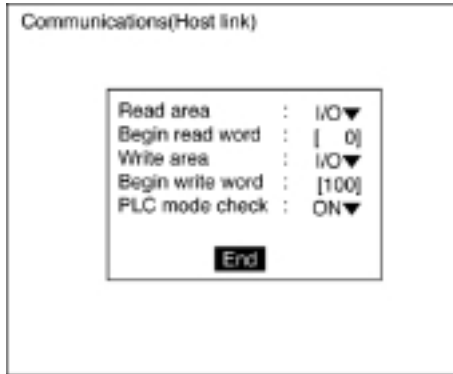 Communications(Host link)
Read area : I/O▼
Begin read word : [ 0]
Write area : I/O▼
Begin write word : [100]
PLC mode check : ON▼
End